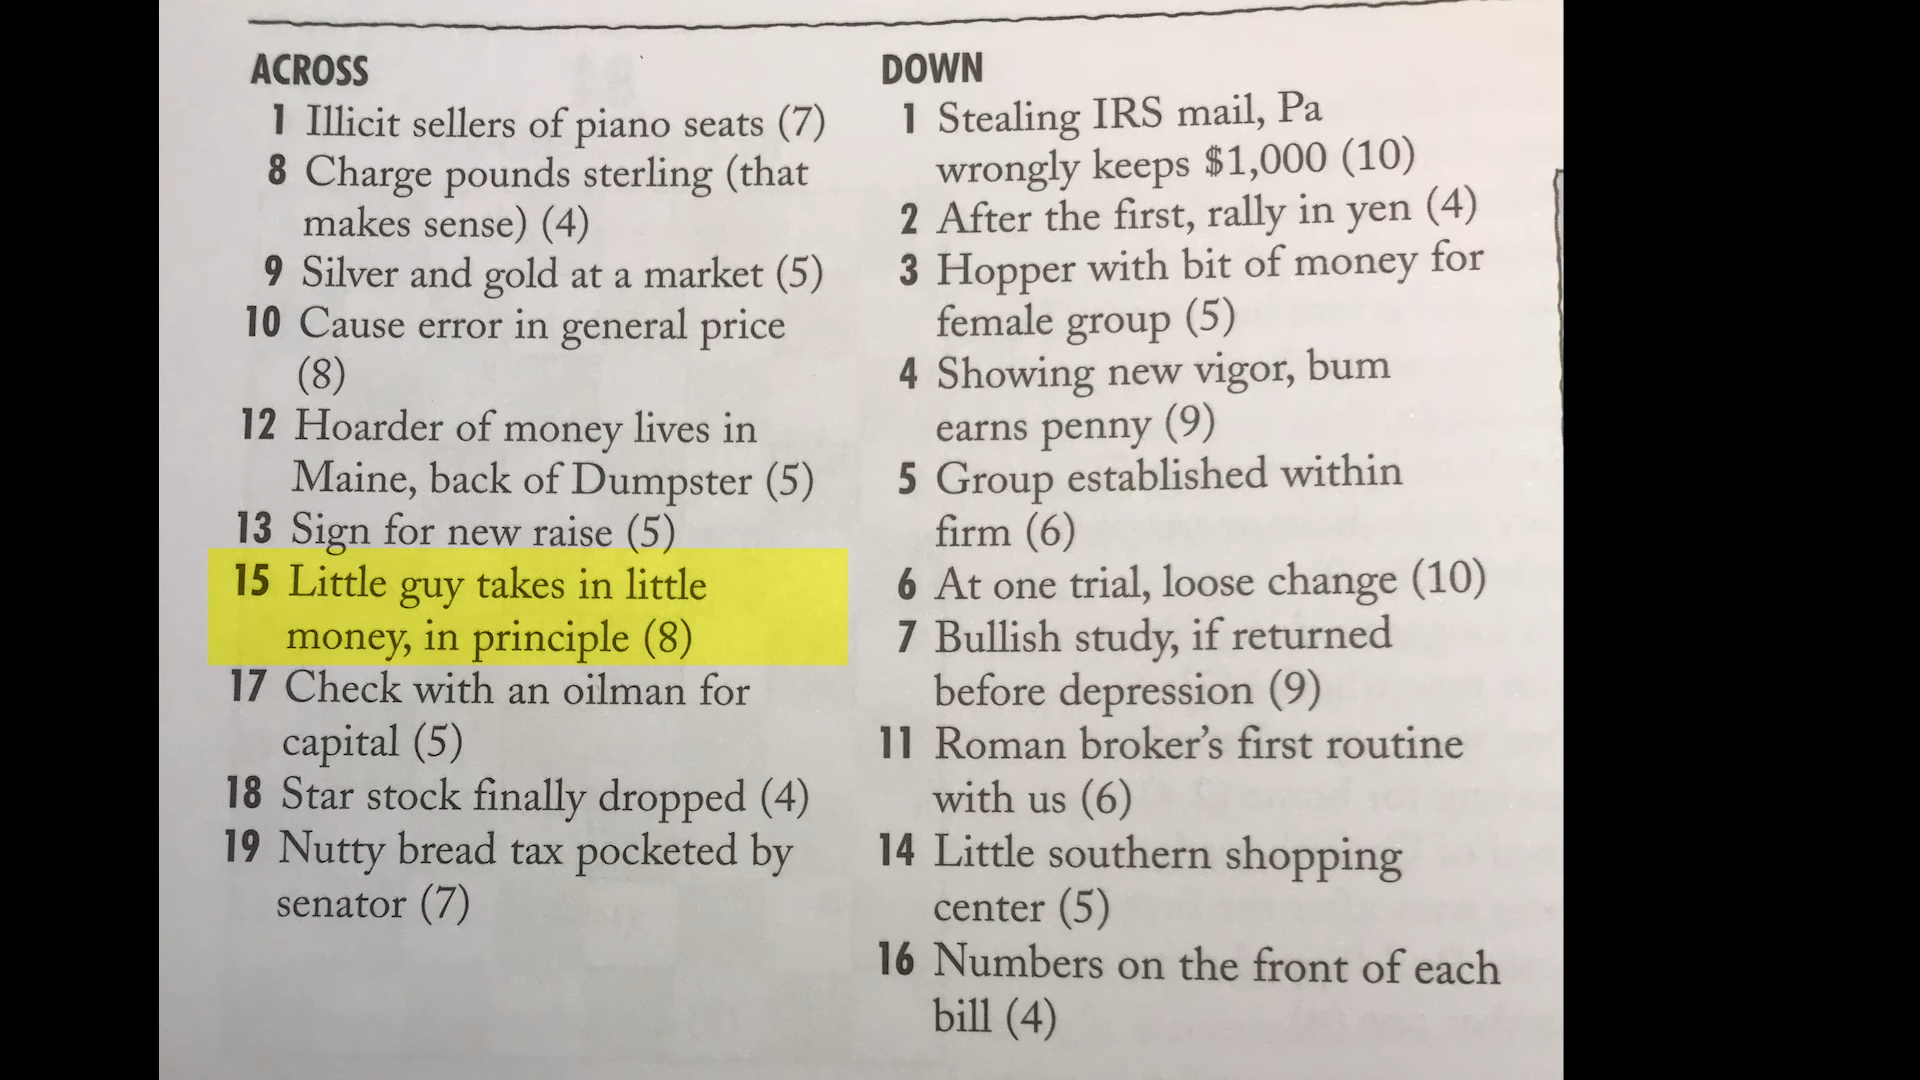 ACROSS
1 Illicit sellers of piano seats (7)
8 Charge pounds sterling (that
makes sense) (4)
9 Silver and gold at a market (5)
10 Cause error in general price
(8)
12 Hoarder of money lives in
Maine, back of Dumpster (5)
13 Sign for new raise (5)
15 Little guy takes in little
money, in principle (8)
17 Check with an oilman for
capital (5)
18 Star stock finally dropped (4)
19 Nutty bread tax pocketed by
senator (7)
DOWN
1 Stealing IRS mail, Pa
wrongly keeps $1,000 (10)
2 After the first, rally in yen (4)
3 Hopper with bit of money for
female group (5)
4 Showing new vigor, bum
earns penny (9)
5 Group established within
firm (6)
6 At one trial, loose change (10)
7 Bullish study, if returned
before depression (9)
11 Roman broker's first routine
with us (6)
14 Little southern shopping
center (5)
16 Numbers on the front of each
bill (4)